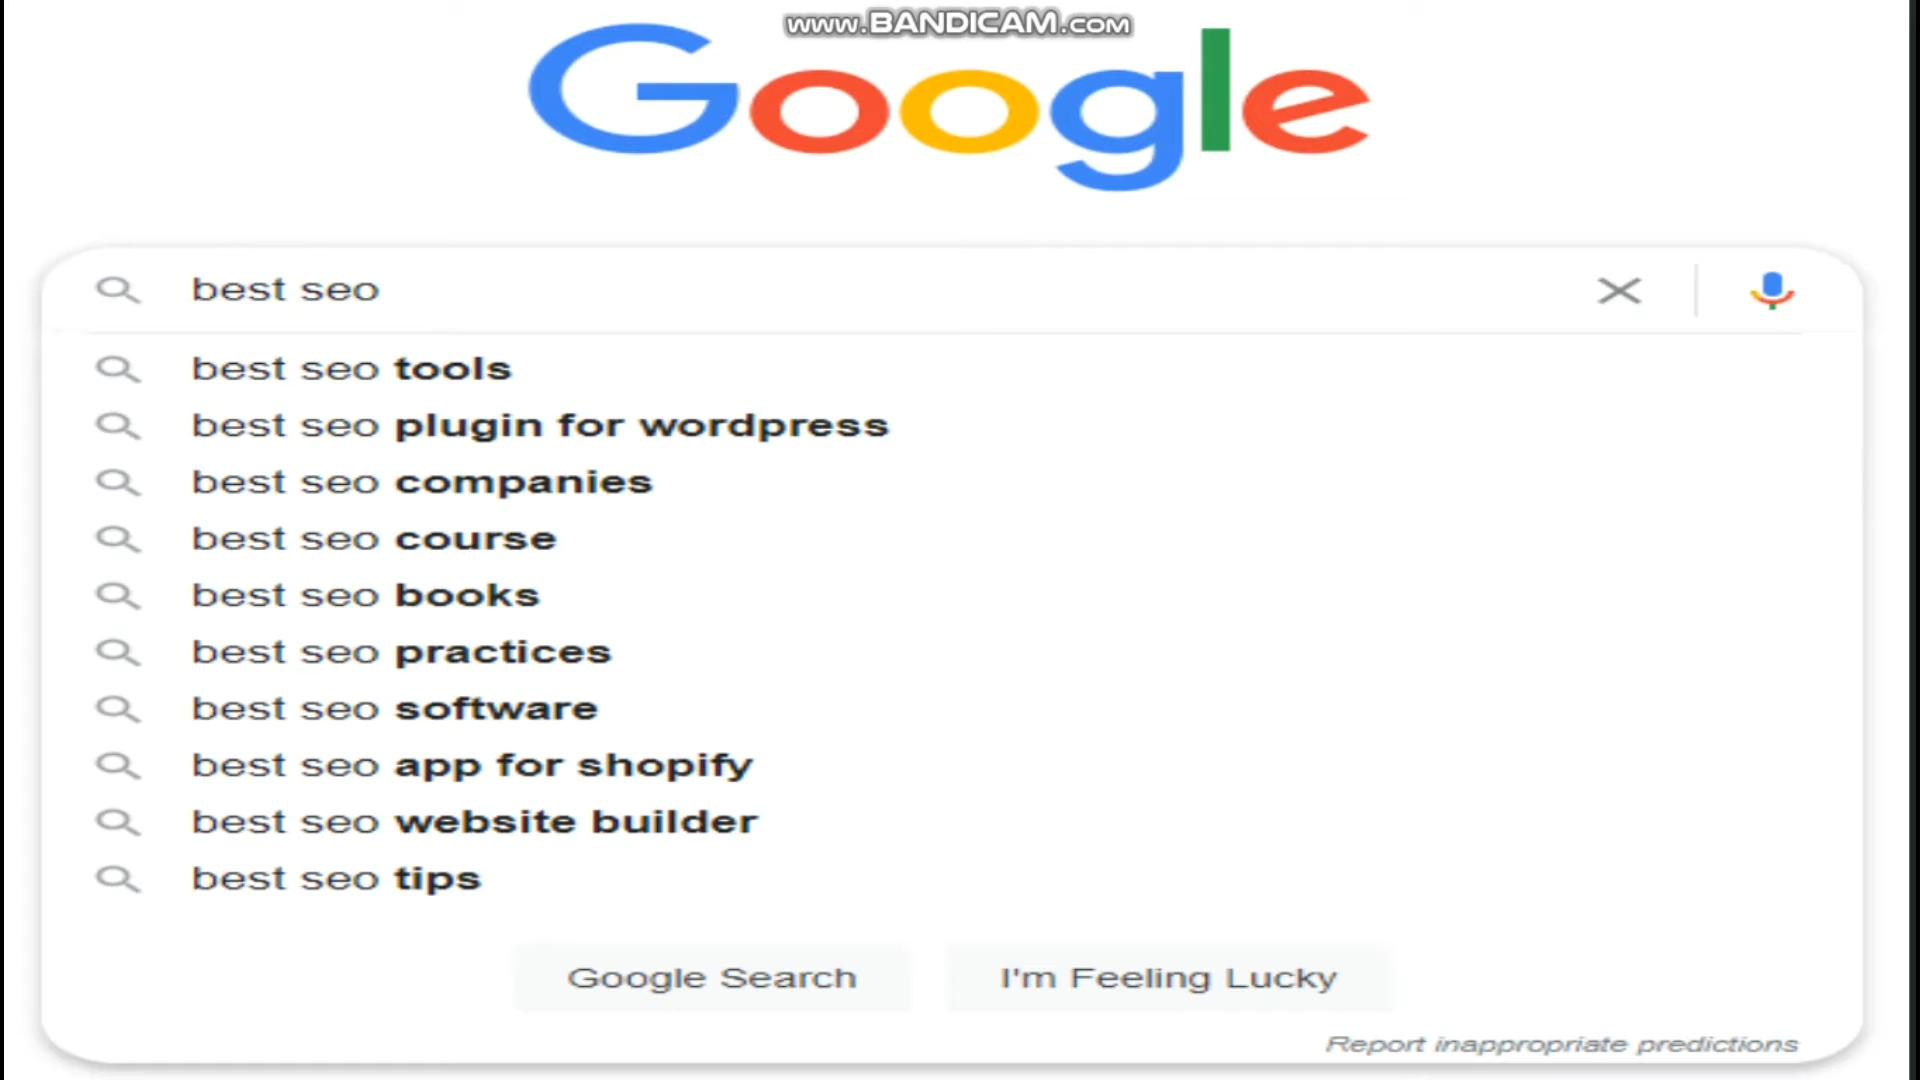 www.BANDICAM.com
Google
best seo
best seo tools
best seo plugin for wordpress
best seo companies
best seo course
best seo books
best seo practices
best seo software
best seo app for shopify
best seo website builder
best seo tips
Google Search
I'm Feeling Lucky
Report inappropriate predictions